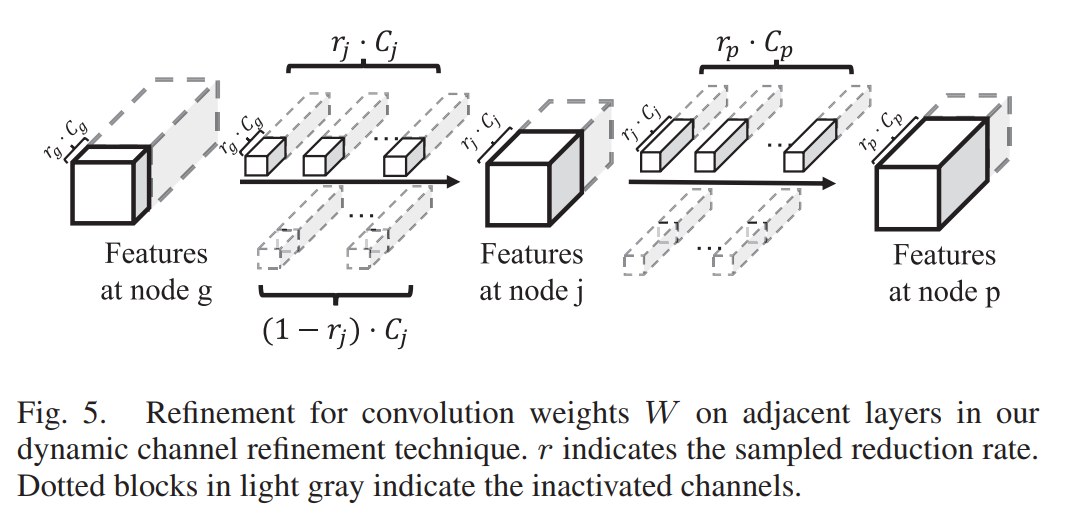 r_j · C_j
r_p · C_p
r_g · C_g
r_g · C_g
r_j · C_j
r_j · C_j
r_p · C_p
...
...
...
...
Features
at node g
Features
at node j
Features
at node p
(1 − r_j) · C_j
Fig. 5. Refinement for convolution weights W on adjacent layers in our
dynamic channel refinement technique. r indicates the sampled reduction rate.
Dotted blocks in light gray indicate the inactivated channels.